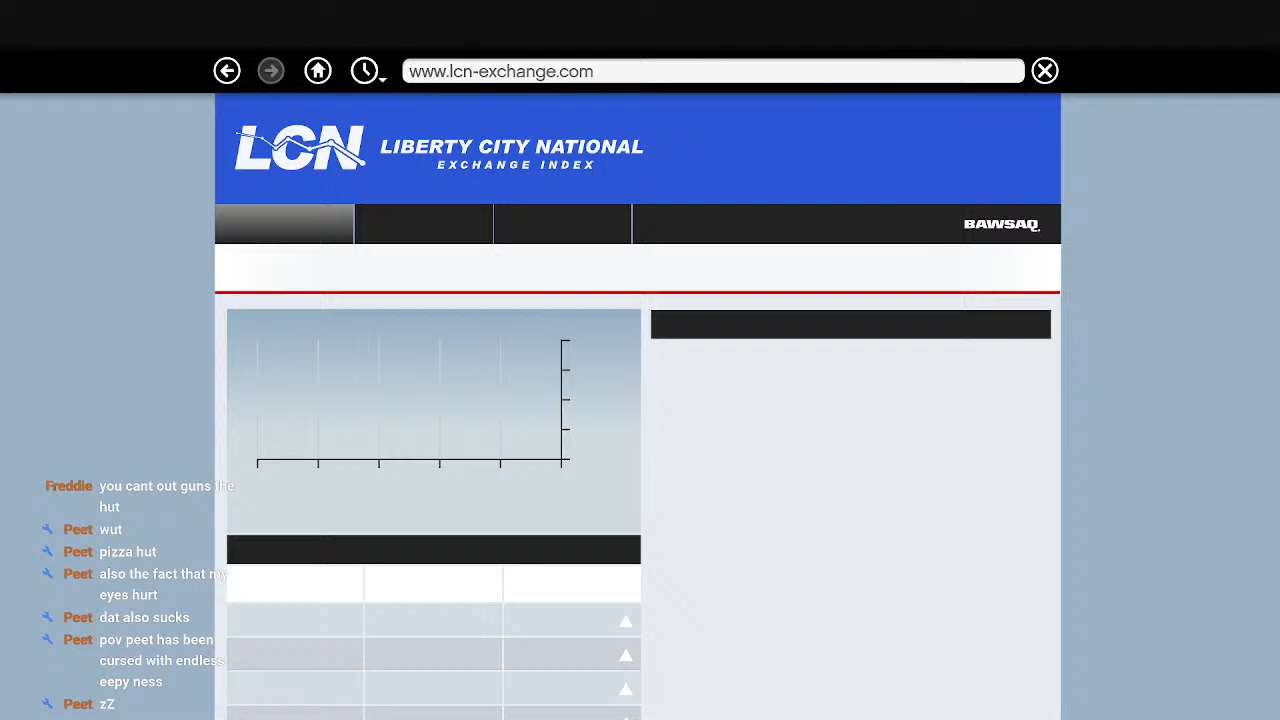 www.lcn-exchange.com
LCN LIBERTY CITY NATIONAL
EXCHANGE INDEX
BAWSAQ
Freddie you cant out guns the
hut
Peet wut
Peet pizza hut
Peet also the fact that my
eyes hurt
Peet dat also sucks
Peet pov peet has been
cursed with endless
eepy ness
Peet zZ